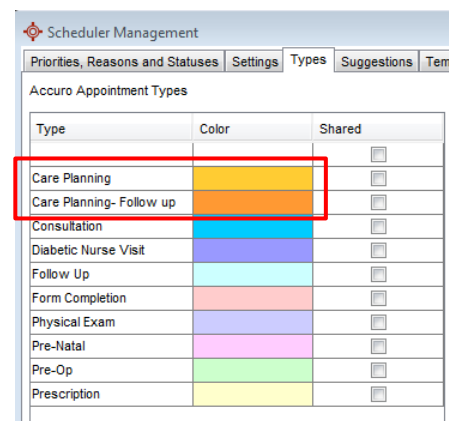 Scheduler Management
Priorities, Reasons and Statuses Settings Types Suggestions Tem
Accuro Appointment Types
Type Color Shared
Care Planning
Care Planning- Follow up
Consultation
Diabetic Nurse Visit
Follow Up
Form Completion
Physical Exam
Pre-Natal
Pre-Op
Prescription